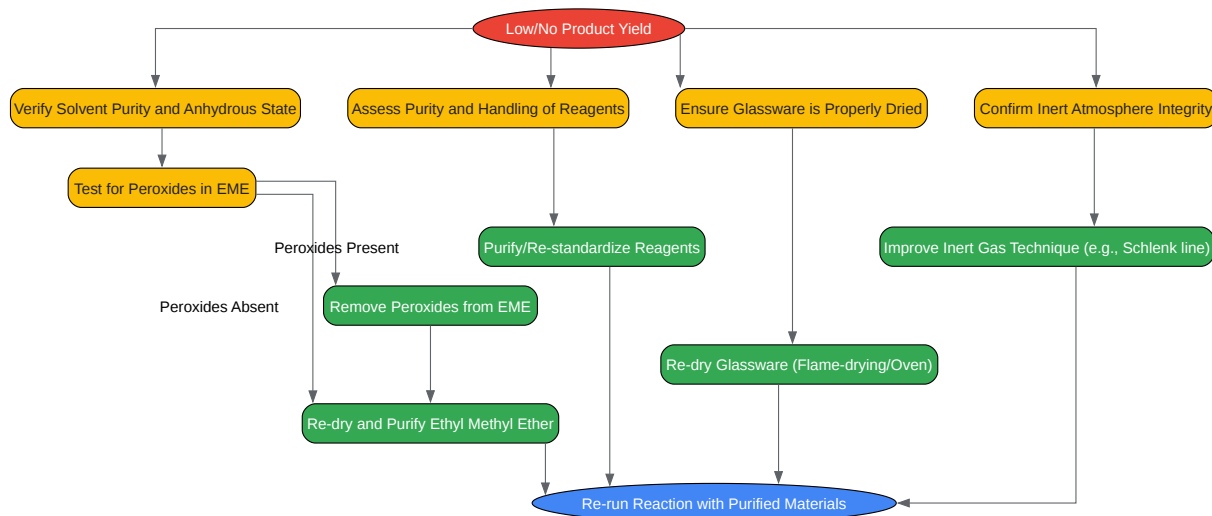 Low/No Product Yield
Verify Solvent Purity and Anhydrous State
Assess Purity and Handling of Reagents
Ensure Glassware is Properly Dried
Confirm Inert Atmosphere Integrity
Test for Peroxides in EME
Peroxides Present
Purify/Re-standardize Reagents
Improve Inert Gas Technique (e.g., Schlenk line)
Peroxides Absent
Remove Peroxides from EME
Re-dry Glassware (Flame-drying/Oven)
Re-dry and Purify Ethyl Methyl Ether
Re-run Reaction with Purified Materials